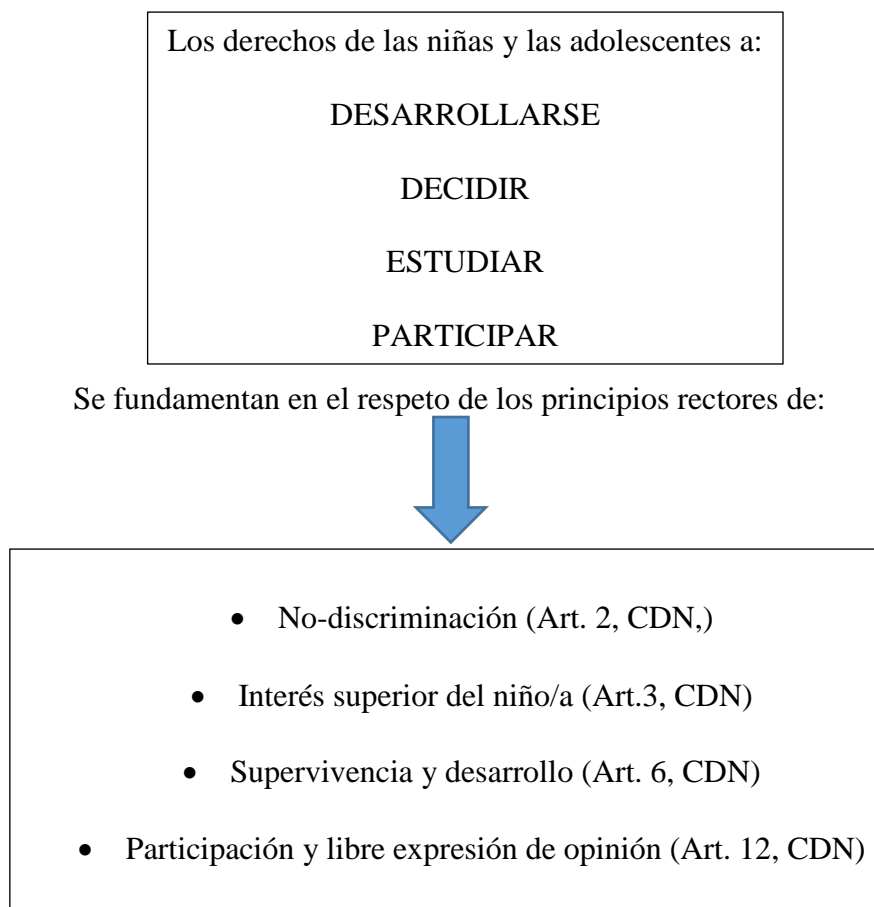 Los derechos de las niñas y las adolescentes a:
DESARROLLARSE
DECIDIR
ESTUDIAR
PARTICIPAR
Se fundamentan en el respeto de los principios rectores de:
• No-discriminación (Art. 2, CDN,)
• Interés superior del niño/a (Art.3, CDN)
• Supervivencia y desarrollo (Art. 6, CDN)
• Participación y libre expresión de opinión (Art. 12, CDN)